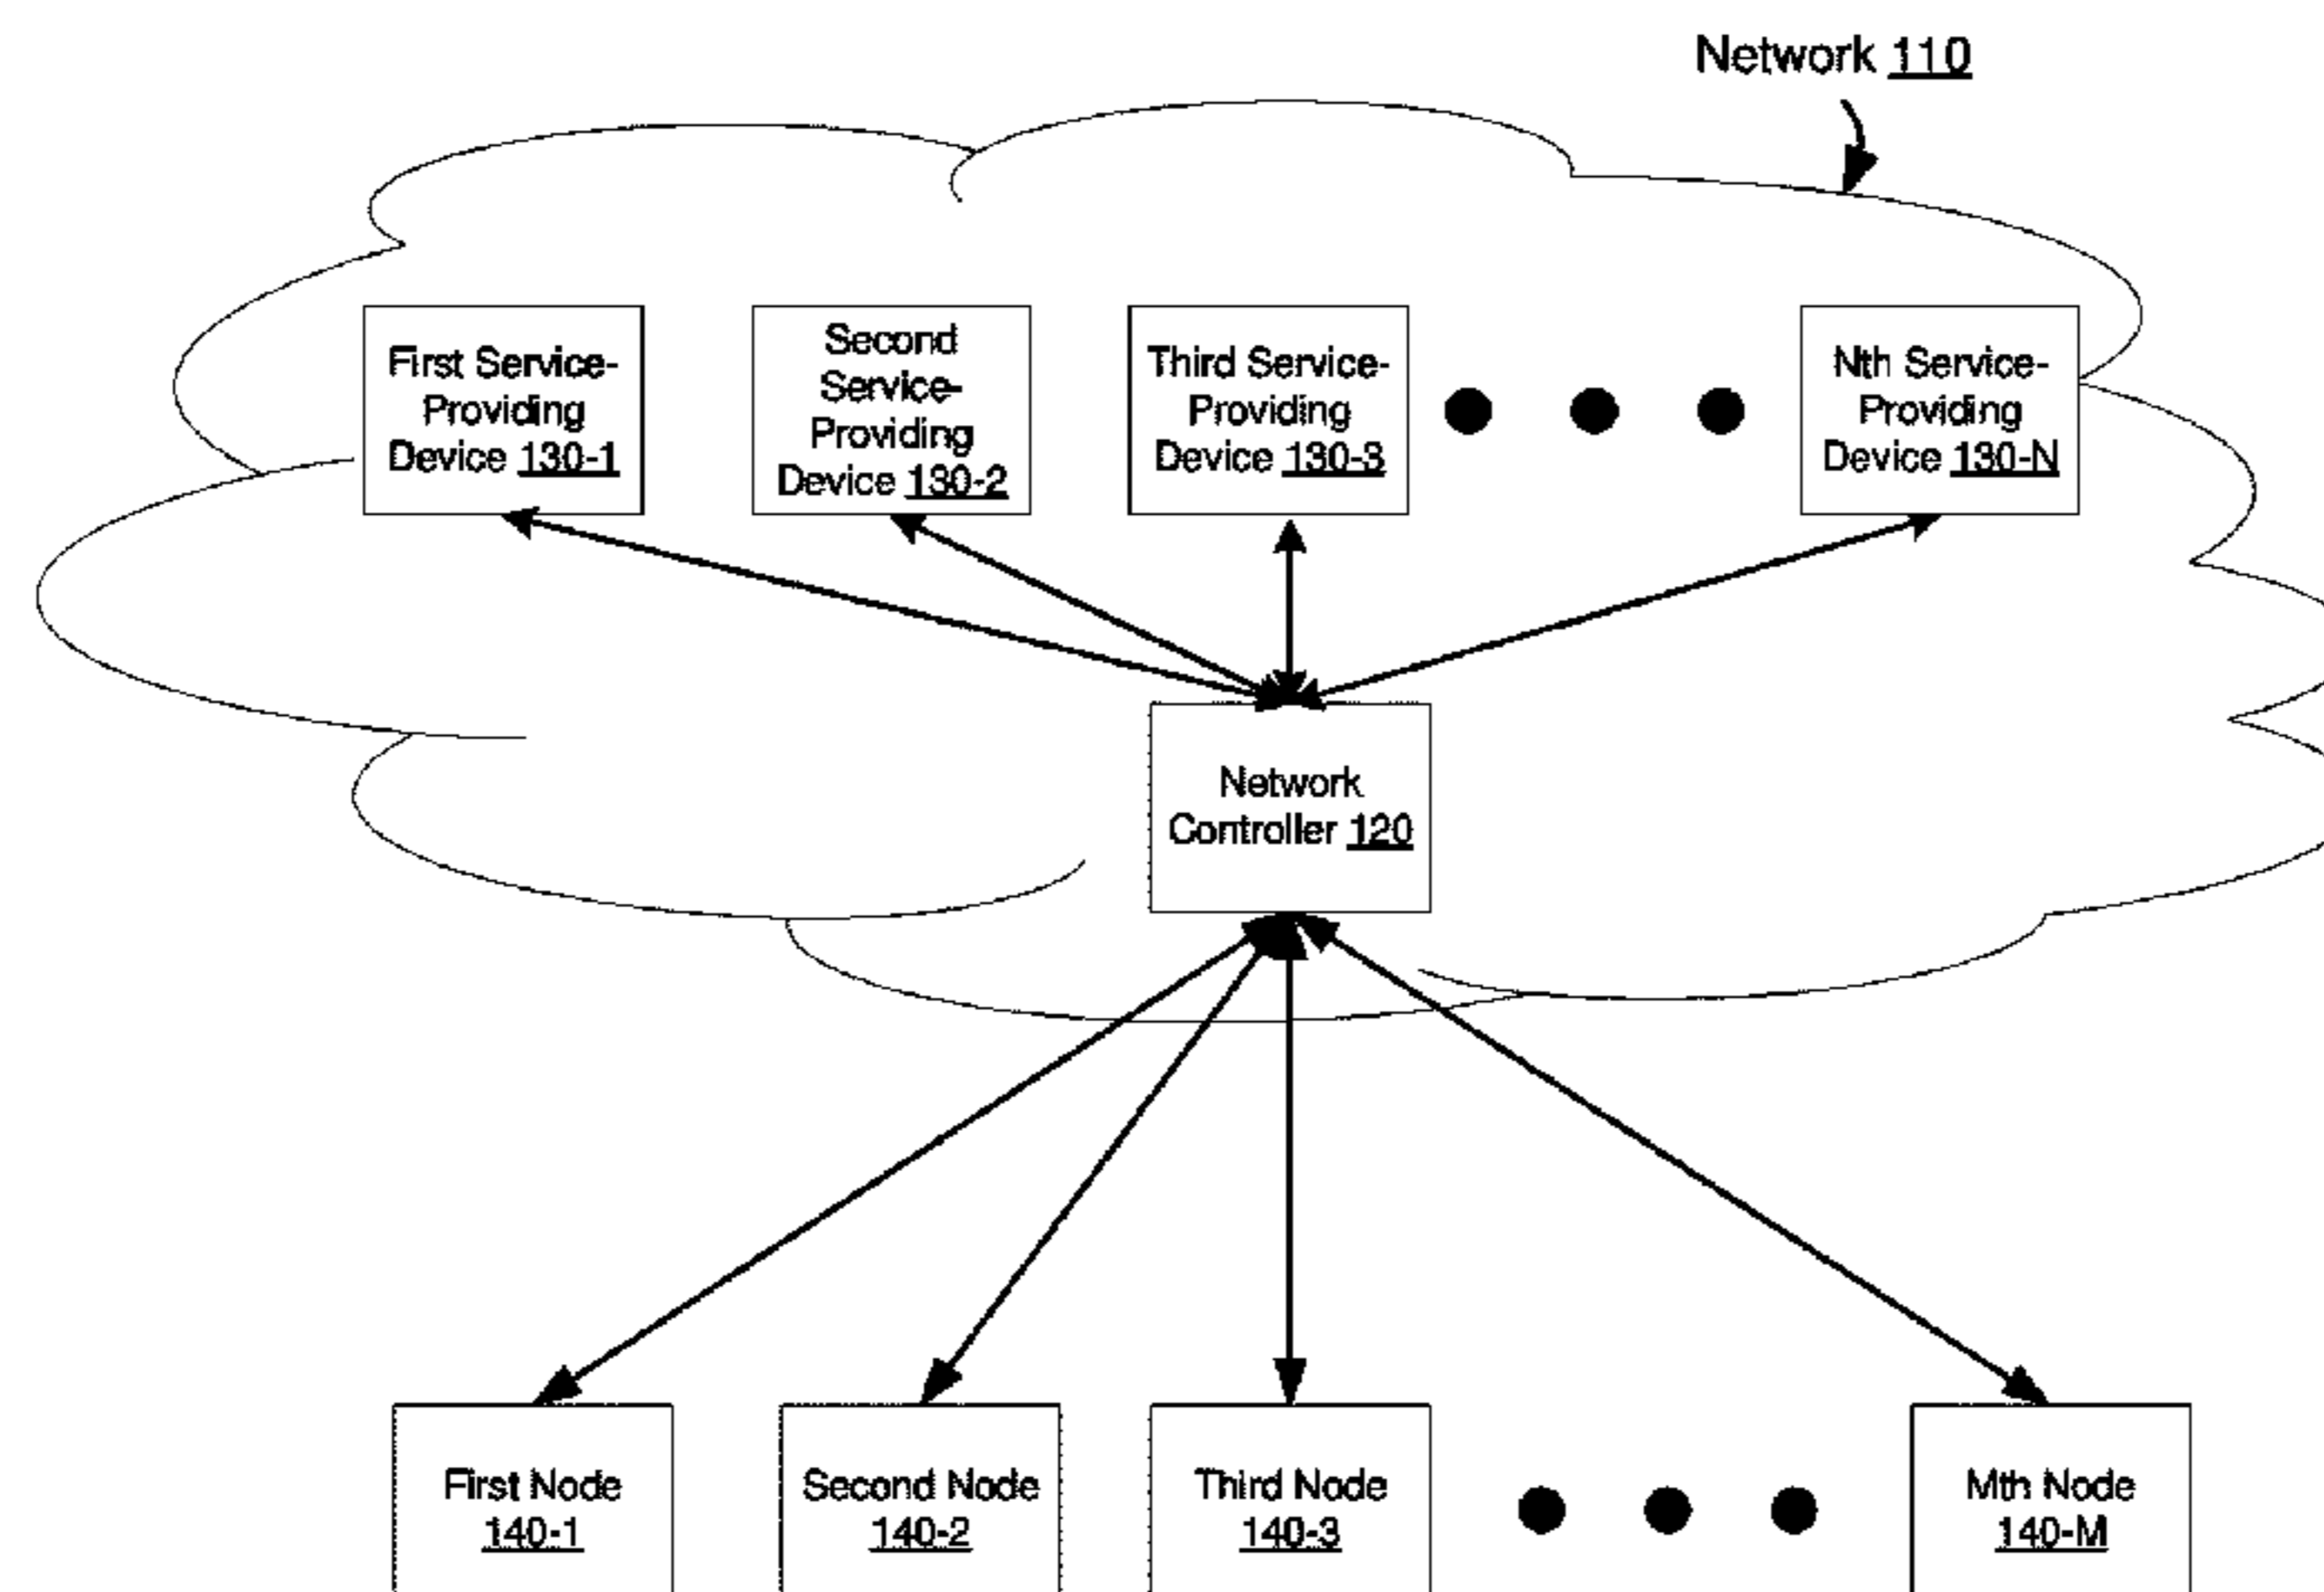 Network 110
First Service-
Providing
Device 130-1
Second
Service-
Providing
Device 130-2
Third Service-
Providing
Device 130-3
Nth Service-
Providing
Device 130-N
Network
Controller 120
First Node
140-1
Second Node
140-2
Third Node
140-3
Mth Node
140-M